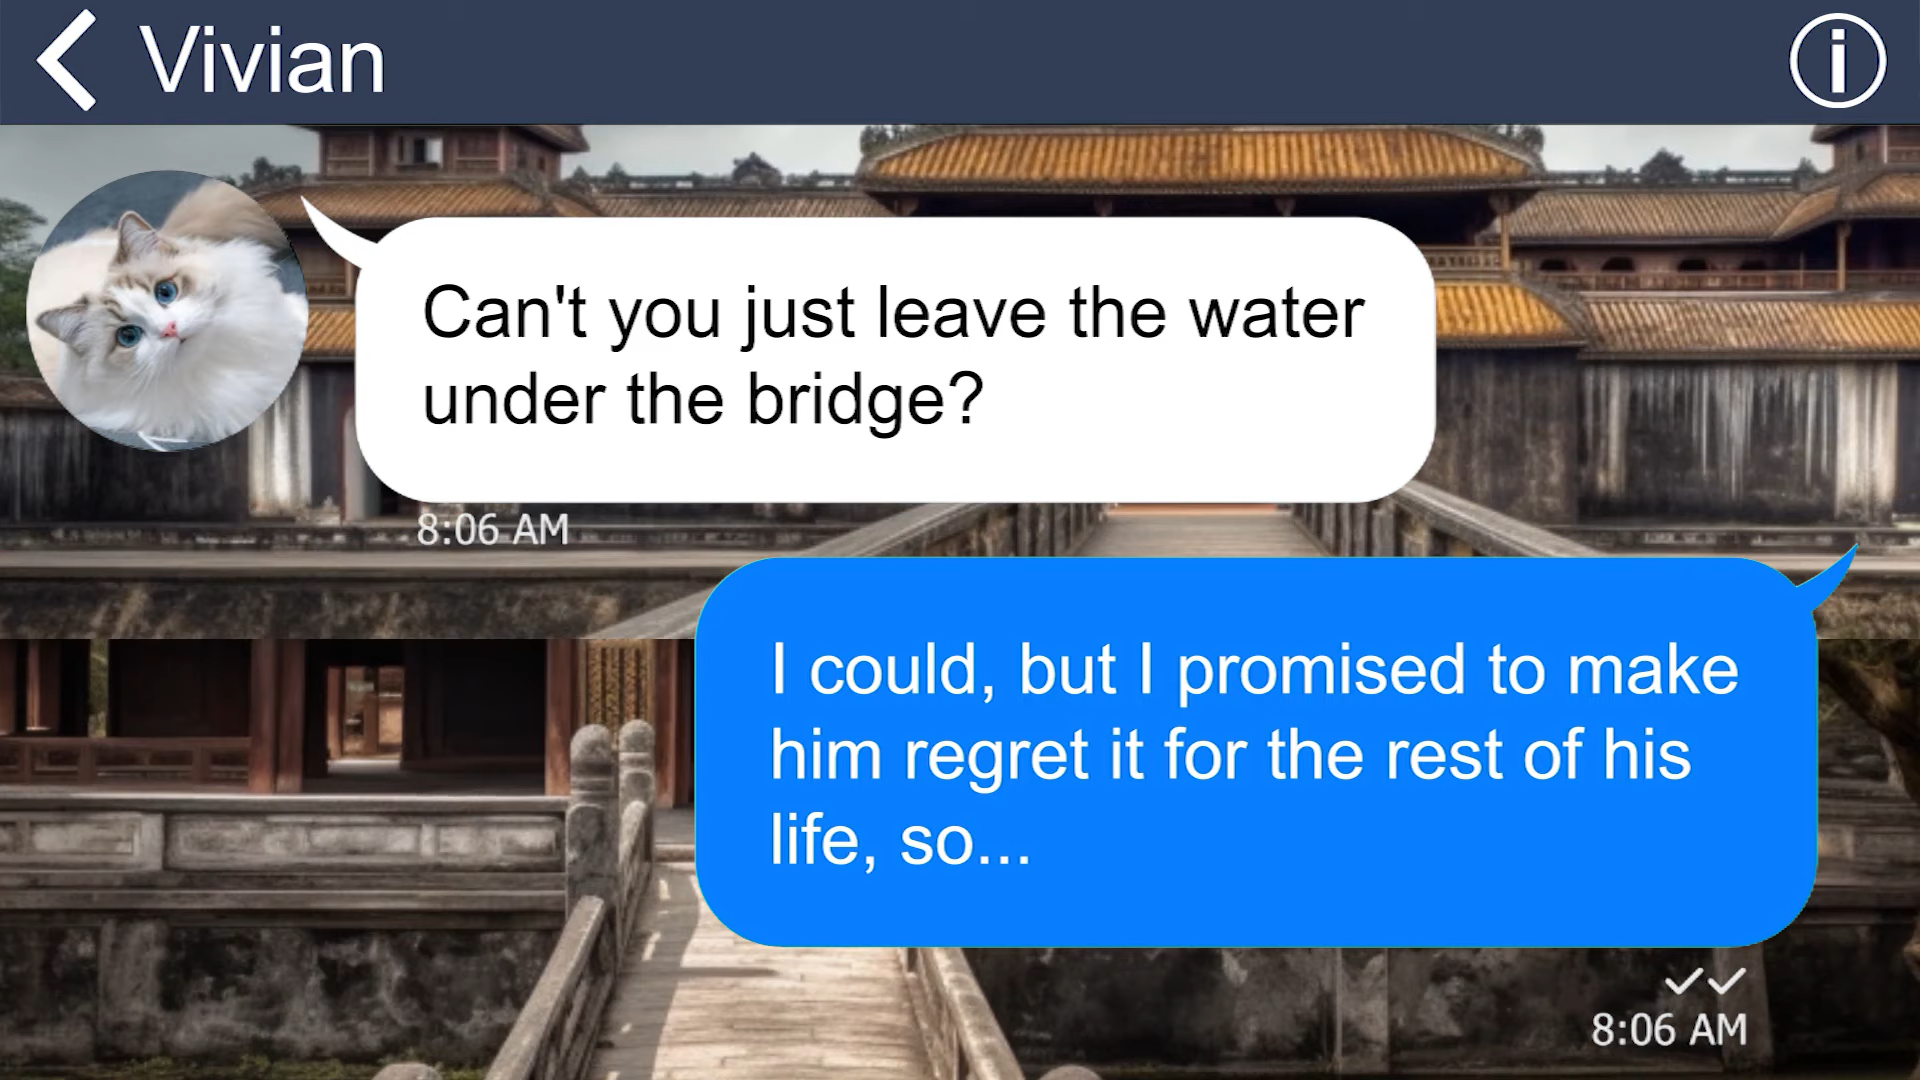 Vivian
Can't you just leave the water
under the bridge?
8:06 AM
I could, but I promised to make
him regret it for the rest of his
life, so...
8:06 AM